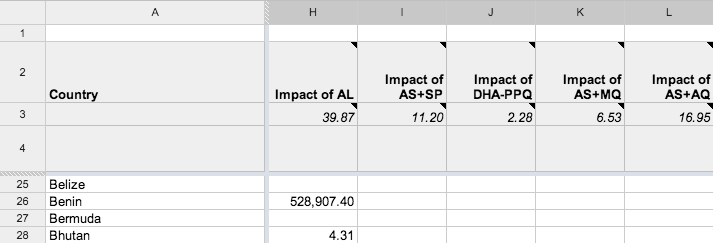 A H I J K L
1
2 Country Impact of AL Impact of AS+SP Impact of DHA-PPQ Impact of AS+MQ Impact of AS+AQ
3 39.87 11.20 2.28 6.53 16.95
4
25 Belize
26 Benin 528,907.40
27 Bermuda
28 Bhutan 4.31